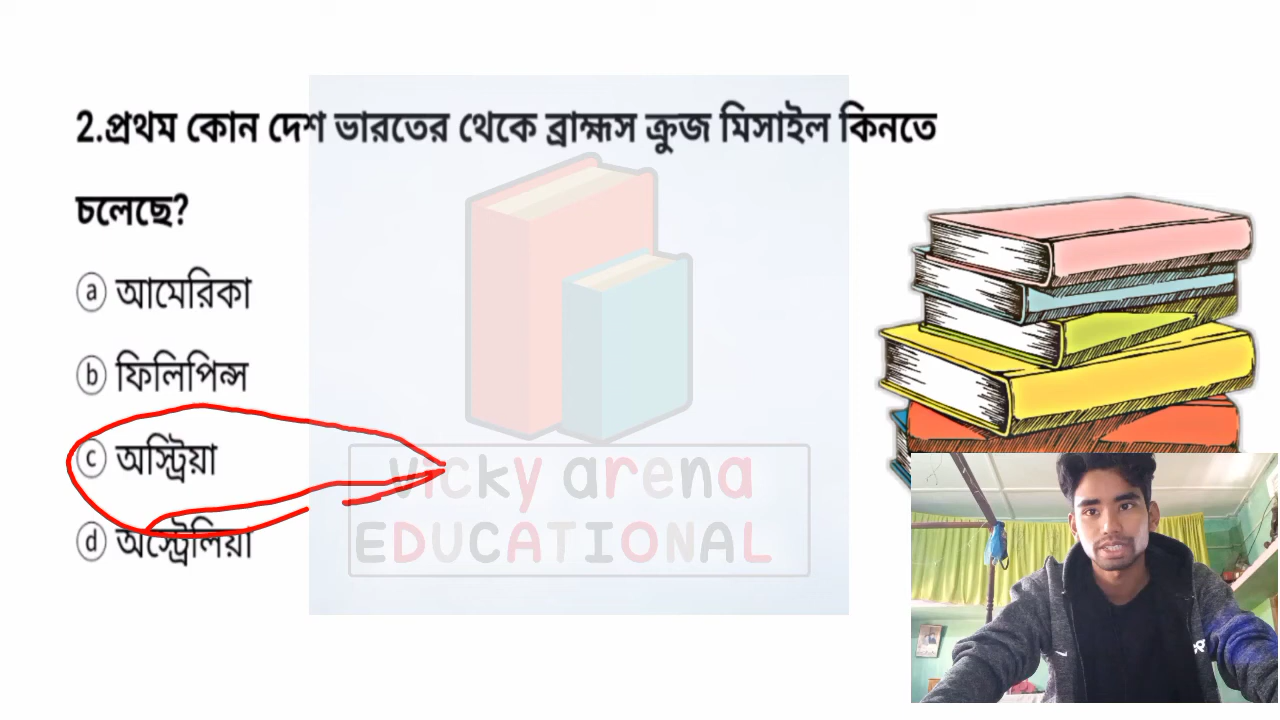 2.প্রথম কোন দেশ ভারতের থেকে ব্রাহ্মস ক্রুজ মিসাইল কিনতে
চলেছে?
ⓐ আমেরিকা
ⓑ ফিলিপিন্স
ⓒ অস্ট্রিয়া
ⓓ অস্ট্রেলিয়া
vicky arena
EDUCATIONAL